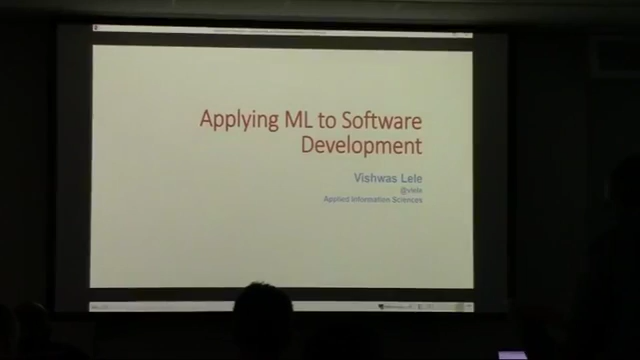 Applying ML to Software
Development
Vishwas Lele
@vlele
Applied Information Sciences